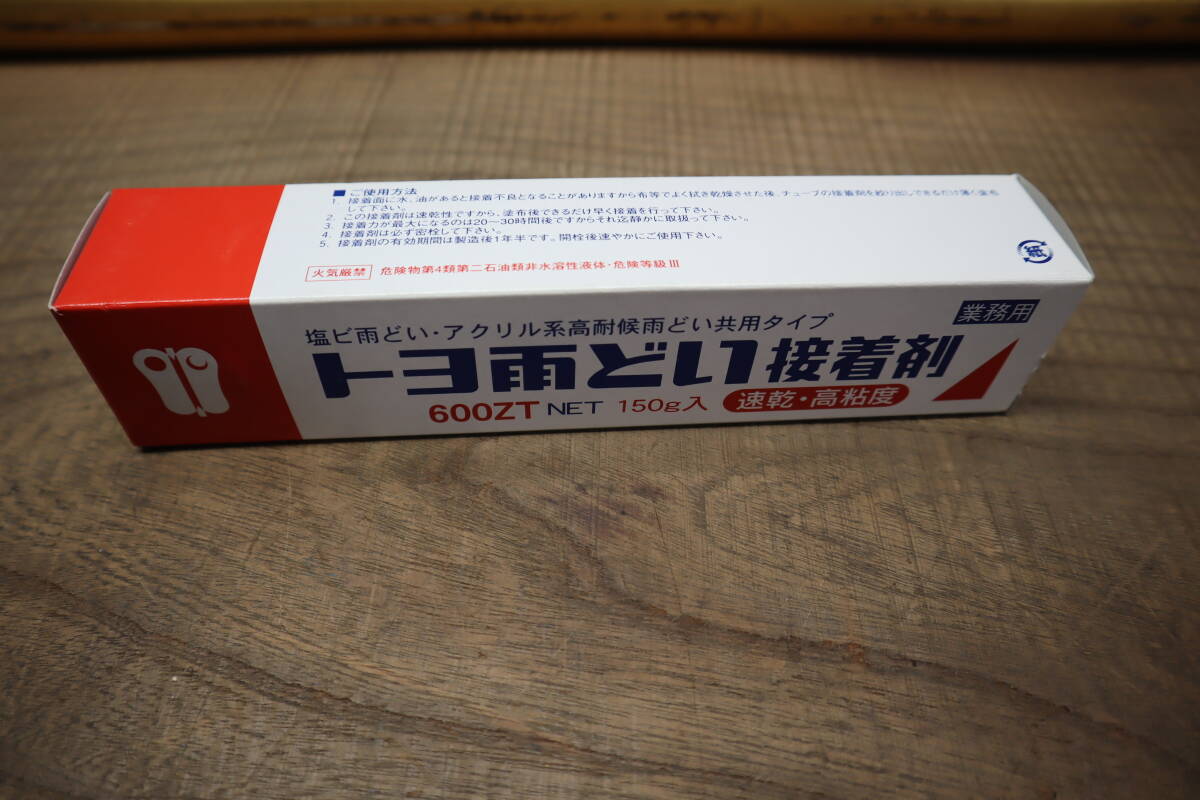 ■ ご使用方法
1. 接着面に水、油があると接着不良となることがありますから布等でよく拭き乾燥させた後、チューブの接着剤を絞り出しできるだけ薄く塗布
して下さい。
2. この接着剤は速乾性ですから、塗布後できるだけ早く接着を行って下さい。
3. 接着力が最大になるのは20～30時間後ですからそれ迄静かに取扱って下さい。
4. 接着剤は必ず密栓して下さい。
5. 接着剤の有効期間は製造後1年半です。開栓後速やかにご使用下さい。
火気厳禁 危険物第4類第二石油類非水溶性液体・危険等級Ⅲ
紙
塩ビ雨どい・アクリル系高耐候雨どい共用タイプ
業務用
トヨ雨どい接着剤
600ZT NET 150g入 速乾・高粘度